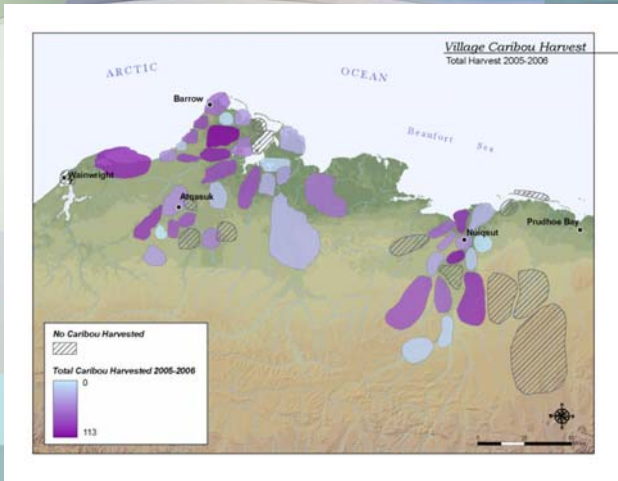 Village Caribou Harvest
Total Harvest 2005-2006
ARCTIC OCEAN
Beaufort Sea
Barrow
Wainwright
Atqasuk
Nuiqsut
Prudhoe Bay
No Caribou Harvested
Total Caribou Harvested 2005-2006
0
113